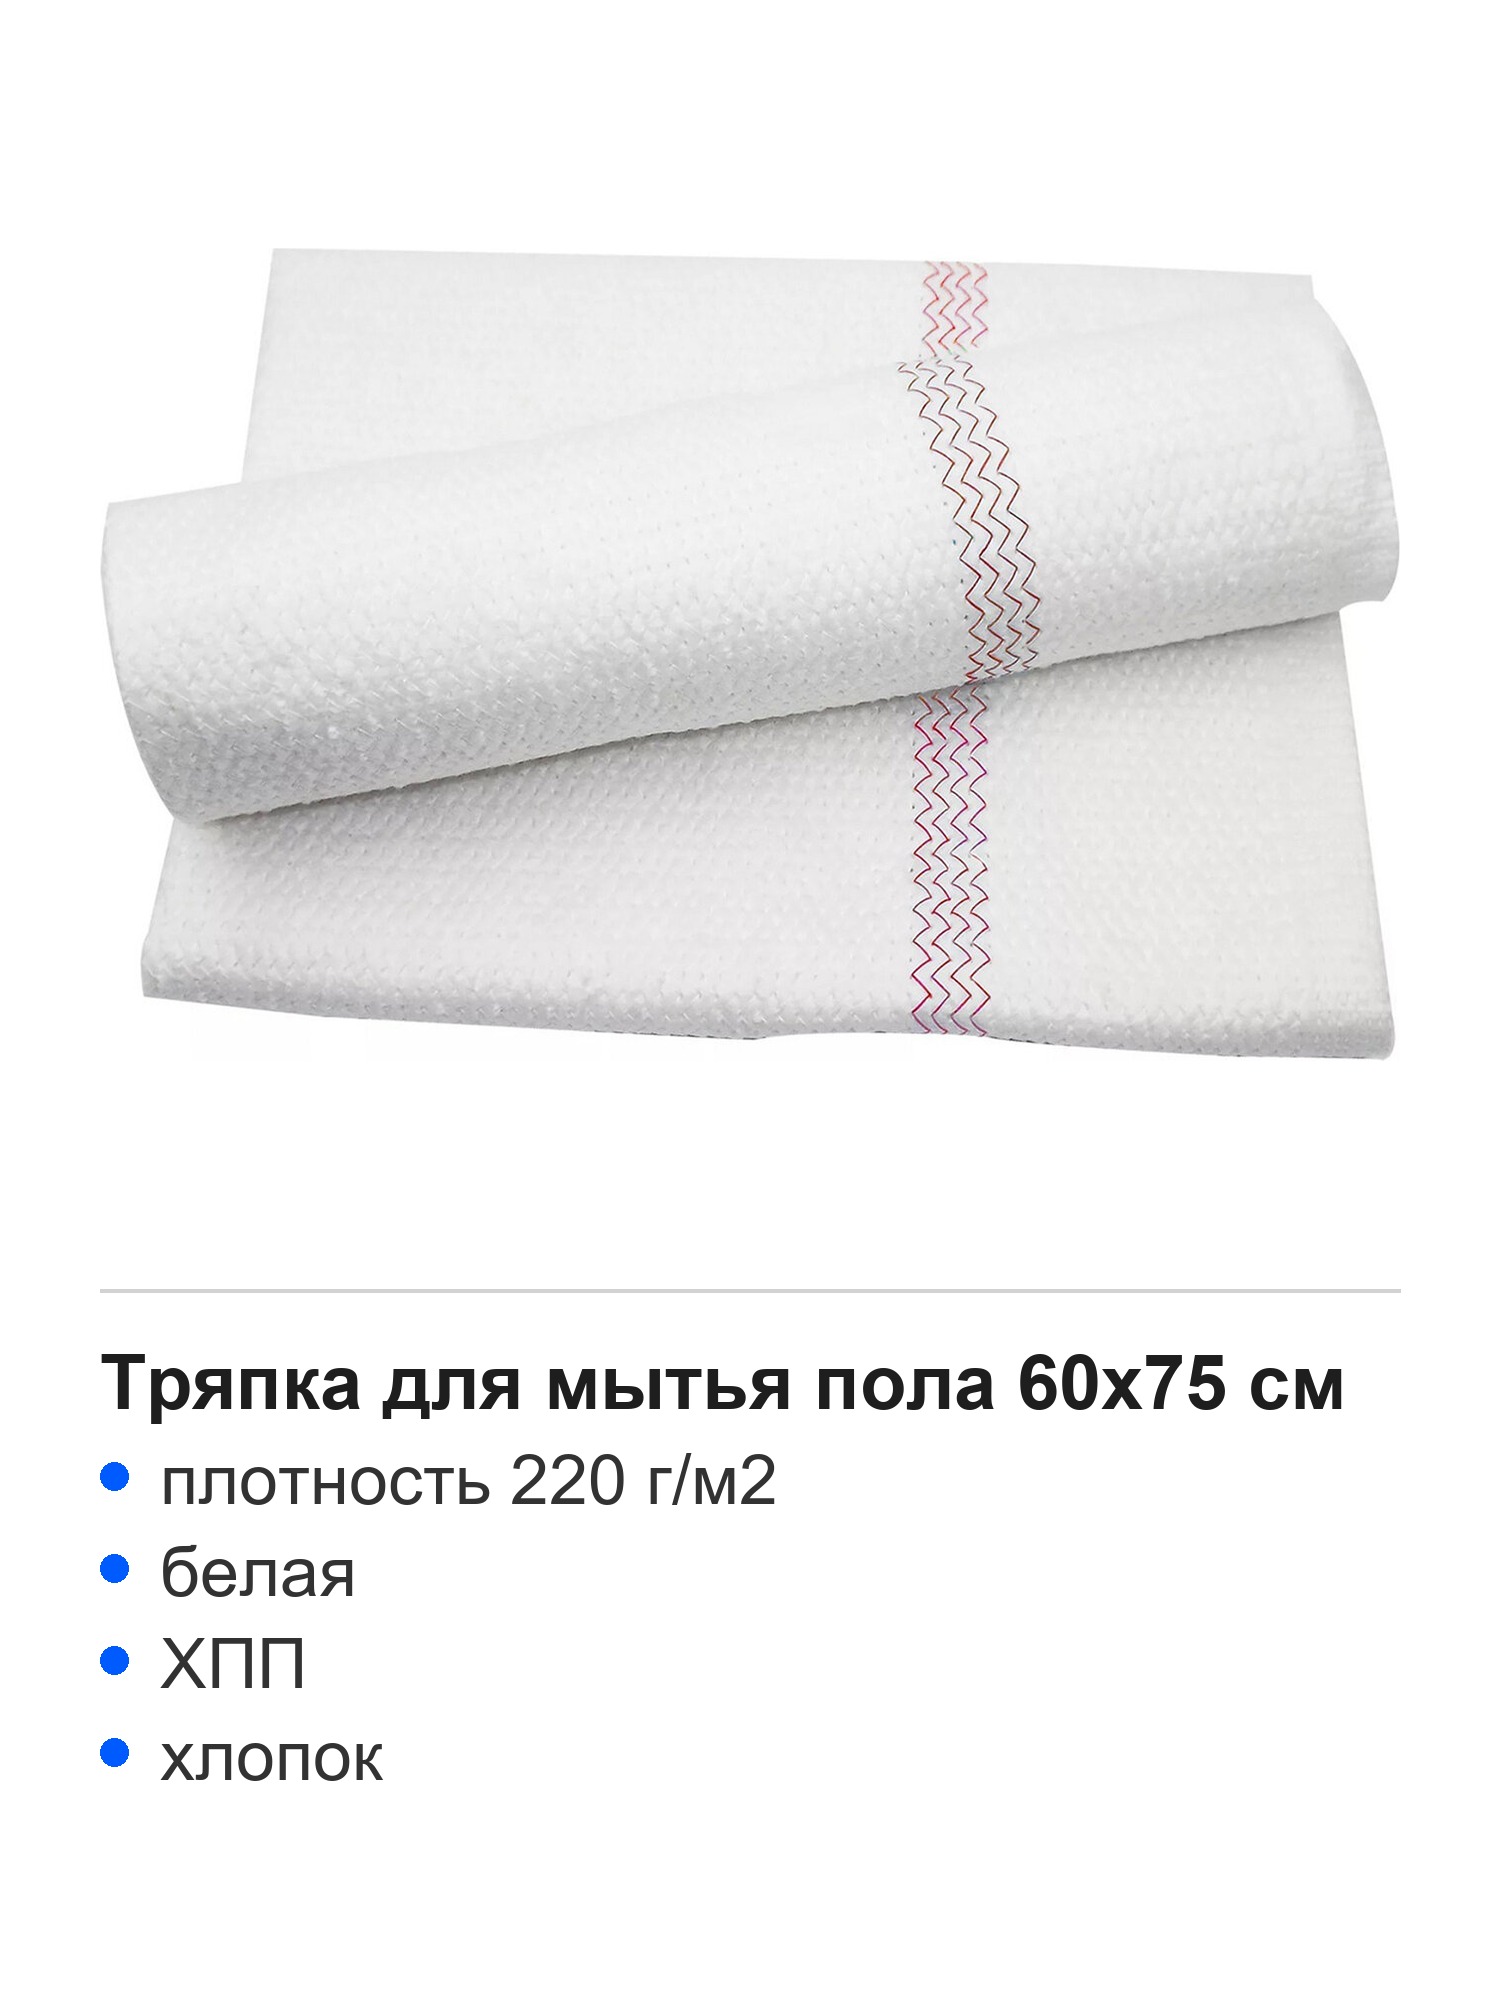 Тряпка для мытья пола 60х75 см
плотность 220 г/м2
белая
ХПП
хлопок